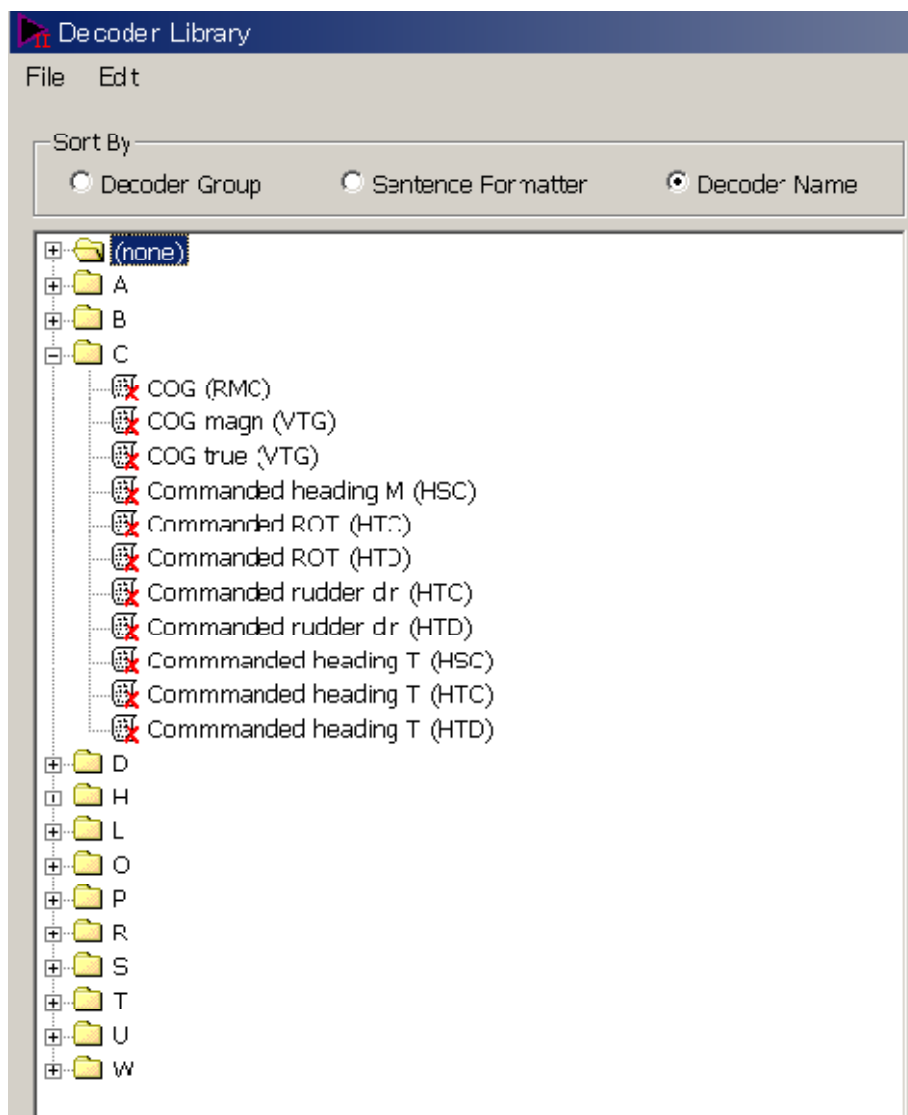 Decoder Library
File Edit
Sort By
Decoder Group Sentence Formatter Decoder Name
(none)
A
B
C
COG (RMC)
COG magn (VTG)
COG true (VTG)
Commanded heading M (HSC)
Commanded ROT (HTC)
Commanded ROT (HTD)
Commanded rudder dir (HTC)
Commanded rudder dir (HTD)
Commmanded heading T (HSC)
Commmanded heading T (HTC)
Commmanded heading T (HTD)
D
H
L
O
P
R
S
T
U
W